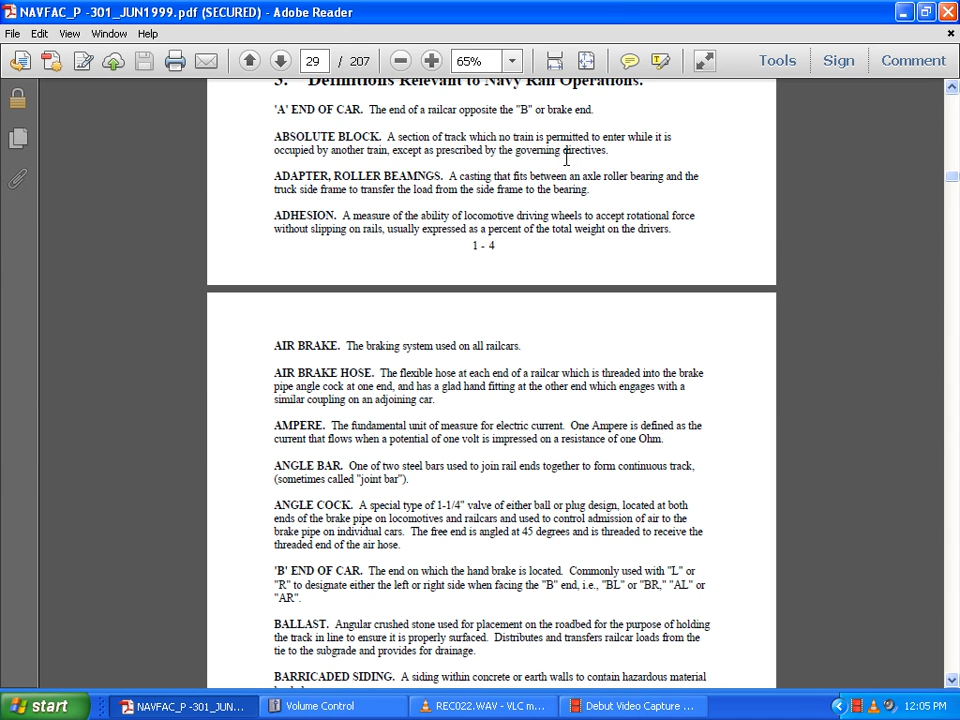 NAVFAC_P -301_JUN1999.pdf (SECURED) - Adobe Reader
File Edit View Window Help
29 / 207 65% Tools Sign Comment
3. Definitions Relevant to Navy Rail Operations.
'A' END OF CAR. The end of a railcar opposite the "B" or brake end.
ABSOLUTE BLOCK. A section of track which no train is permitted to enter while it is
occupied by another train, except as prescribed by the governing directives.
ADAPTER, ROLLER BEAMNGS. A casting that fits between an axle roller bearing and the
truck side frame to transfer the load from the side frame to the bearing.
ADHESION. A measure of the ability of locomotive driving wheels to accept rotational force
without slipping on rails, usually expressed as a percent of the total weight on the drivers.
1 - 4
AIR BRAKE. The braking system used on all railcars.
AIR BRAKE HOSE. The flexible hose at each end of a railcar which is threaded into the brake
pipe angle cock at one end, and has a glad hand fitting at the other end which engages with a
similar coupling on an adjoining car.
AMPERE. The fundamental unit of measure for electric current. One Ampere is defined as the
current that flows when a potential of one volt is impressed on a resistance of one Ohm.
ANGLE BAR. One of two steel bars used to join rail ends together to form continuous track,
(sometimes called "joint bar").
ANGLE COCK. A special type of 1-1/4" valve of either ball or plug design, located at both
ends of the brake pipe on locomotives and railcars and used to control admission of air to the
brake pipe on individual cars. The free end is angled at 45 degrees and is threaded to receive the
threaded end of the air hose.
'B' END OF CAR. The end on which the hand brake is located. Commonly used with "L" or
"R" to designate either the left or right side when facing the "B" end, i.e., "BL" or "BR," "AL" or
"AR".
BALLAST. Angular crushed stone used for placement on the roadbed for the purpose of holding
the track in line to ensure it is properly surfaced. Distributes and transfers railcar loads from the
tie to the subgrade and provides for drainage.
BARRICADED SIDING. A siding within concrete or earth walls to contain hazardous material
start NAVFAC_P -301_JUN... Volume Control REC022.WAV - VLC m... Debut Video Capture ... 12:05 PM